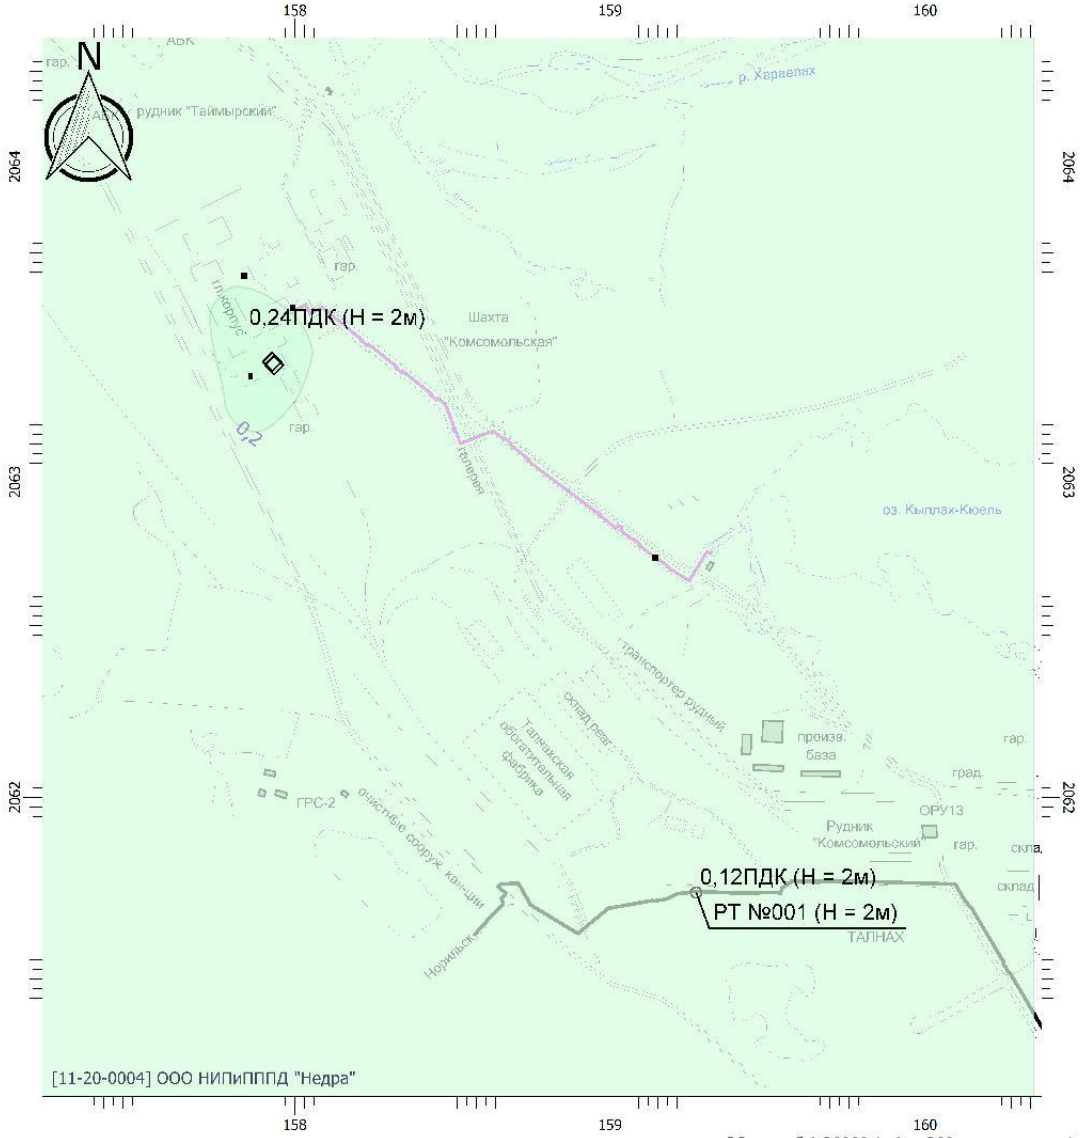 158
159
160
АБК
гар.
N
р. Хараелах
АБК
рудник "Таймырский"
2064
2064
гар.
гл.корпус
0,24ПДК (H = 2м)
Шахта
"Комсомольская"
0,2
гар.
галерея
2063
2063
оз. Кыллах-Кюель
транспортер рудный
склад реаг
Талнахская
обогатительная
фабрика
произв.
база
гар.
град.
2062
2062
ГРС-2
очистные сооруж. кан-ции
ОРУ13
Рудник
"Комсомольский"
гар.
скла
0,12ПДК (H = 2м)
склад
РТ №001 (H = 2м)
ТАЛНАХ
Норильск
[11-20-0004] ООО НИПиПППД "Недра"
158
159
160